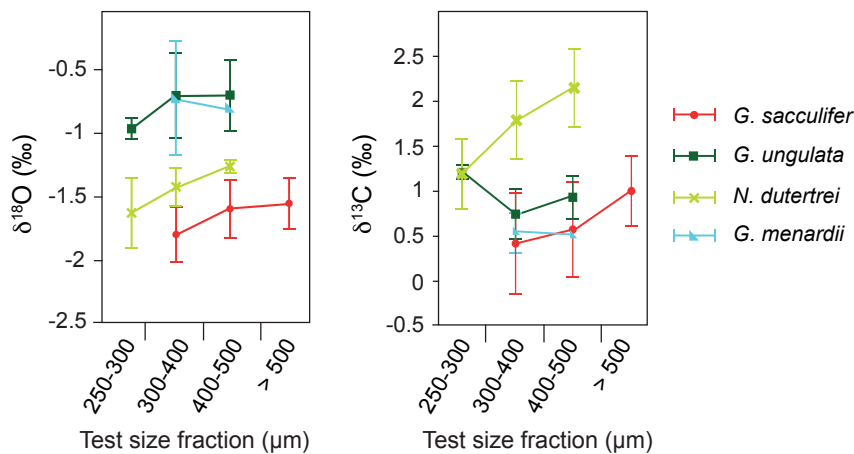 δ¹⁸O (‰)
-0.5
-1
-1.5
-2
-2.5
250-300
300-400
400-500
> 500
Test size fraction (µm)
δ¹³C (‰)
2.5
2
1.5
1
0.5
0
-0.5
250-300
300-400
400-500
> 500
Test size fraction (µm)
G. sacculifer
G. ungulata
N. dutertrei
G. menardii